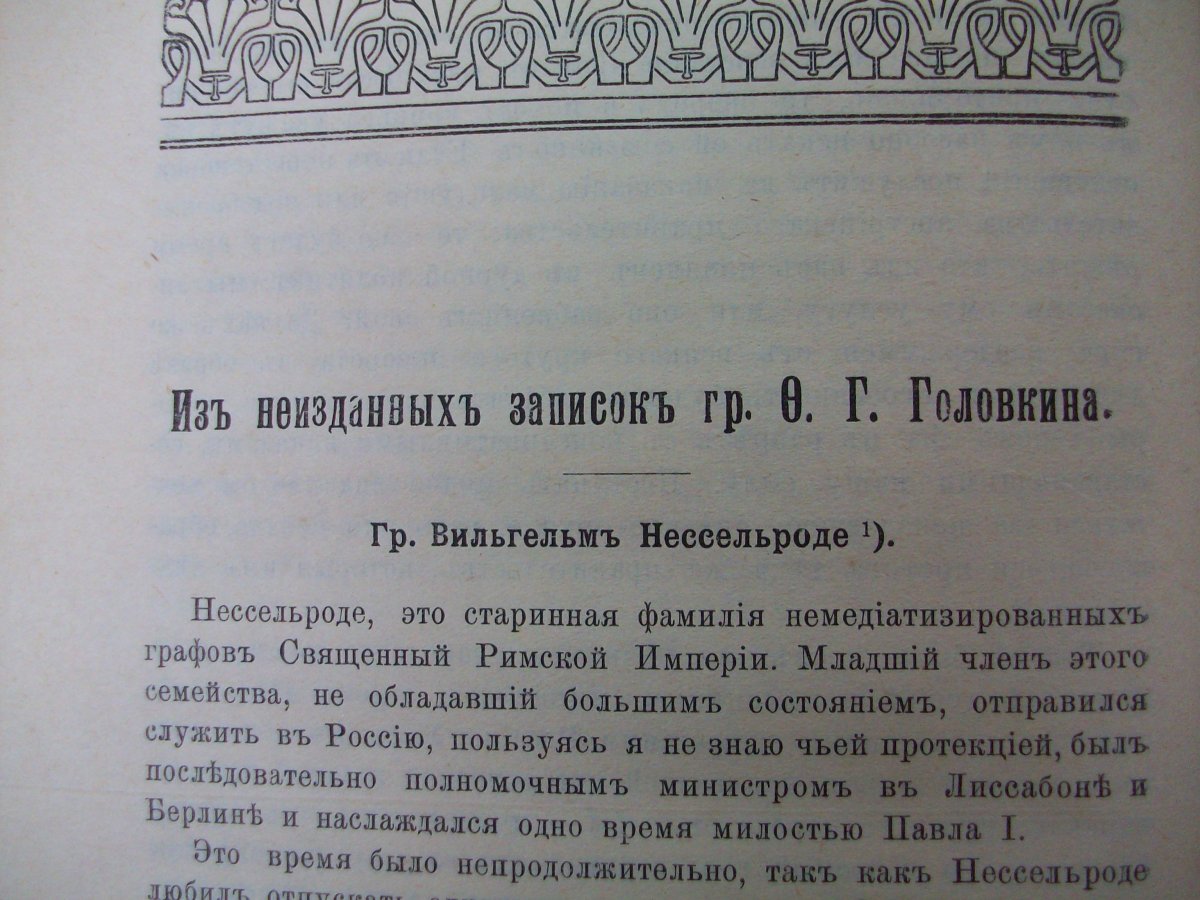 Изъ неизданныхъ записокъ гр. Ѳ. Г. Головкина.
Гр. Вильгельмъ Нессельроде ¹).
Нессельроде, это старинная фамилія немедіатизированныхъ
графовъ Священный Римской Имперіи. Младшій членъ этого
семейства, не обладавшій большимъ состояніемъ, отправился
служить въ Россію, пользуясь я не знаю чьей протекціей, былъ
послѣдовательно полномочнымъ министромъ въ Лиссабонѣ и
Берлинѣ и наслаждался одно время милостью Павла I.
Это время было непродолжительно, такъ какъ Нессельроде
любилъ отпускать